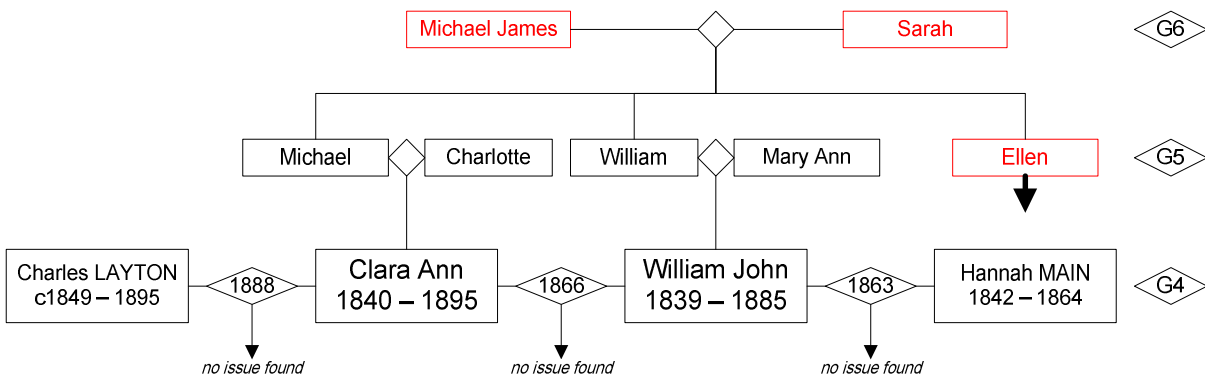 Michael James
Sarah
G6
Michael
Charlotte
William
Mary Ann
Ellen
G5
Charles LAYTON
c1849 – 1895
1888
Clara Ann
1840 – 1895
1866
William John
1839 – 1885
1863
Hannah MAIN
1842 – 1864
G4
no issue found
no issue found
no issue found